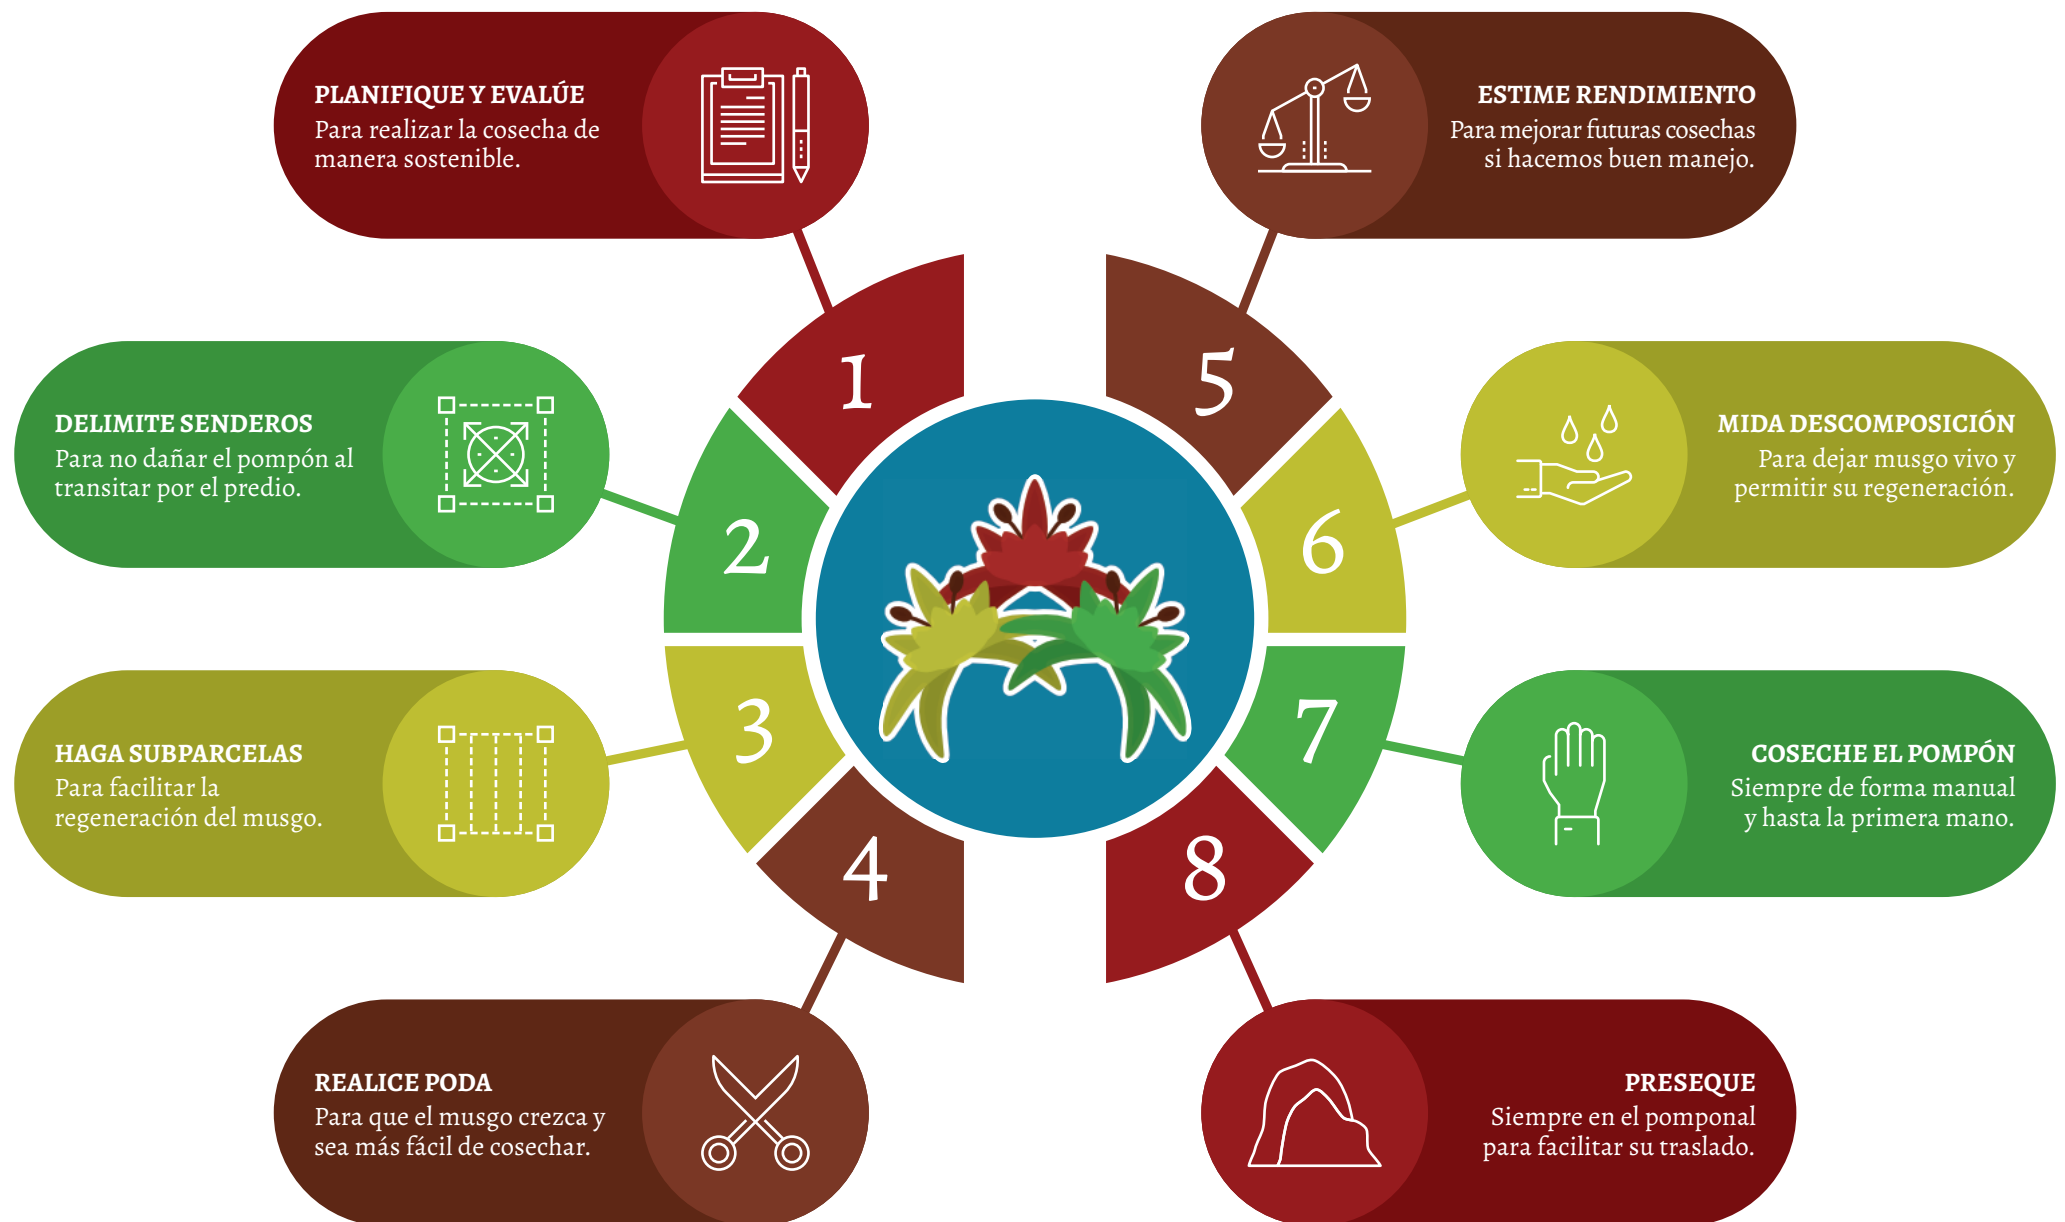 PLANIFIQUE Y EVALÚE
Para realizar la cosecha de
manera sostenible.
1
DELIMITE SENDEROS
Para no dañar el pompón al
transitar por el predio.
2
HAGA SUBPARCELAS
Para facilitar la
regeneración del musgo.
3
REALICE PODA
Para que el musgo crezca y
sea más fácil de cosechar.
4
ESTIME RENDIMIENTO
Para mejorar futuras cosechas
si hacemos buen manejo.
5
MIDA DESCOMPOSICIÓN
Para dejar musgo vivo y
permitir su regeneración.
6
COSECHE EL POMPÓN
Siempre de forma manual
y hasta la primera mano.
7
PRESEQUE
Siempre en el pomponal
para facilitar su traslado.
8